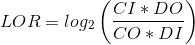 LOR = log₂ ( CI * DO / CO * DI )